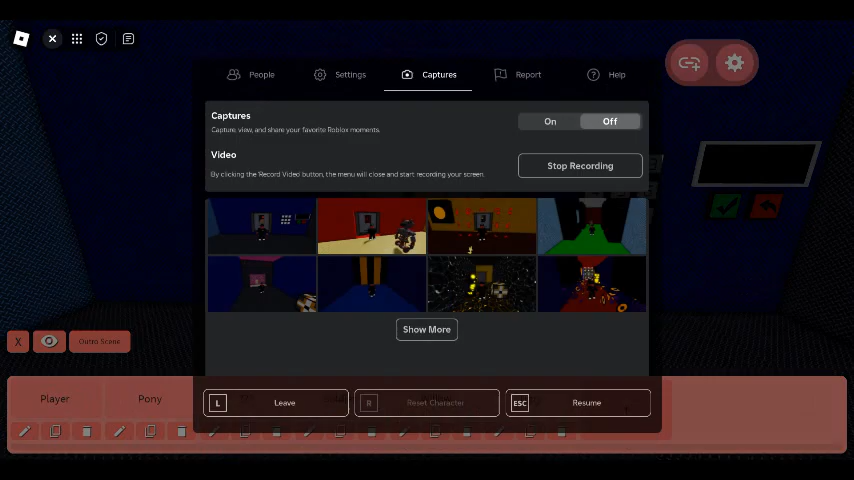 People
Settings
Captures
Report
Help
Captures
Capture, view, and share your favorite Roblox moments.
On
Off
Video
By clicking the 'Record Video' button, the menu will close and start recording your screen.
Stop Recording
Show More
X
Outro Scene
Player
Pony
L
Leave
R
Reset Character
ESC
Resume